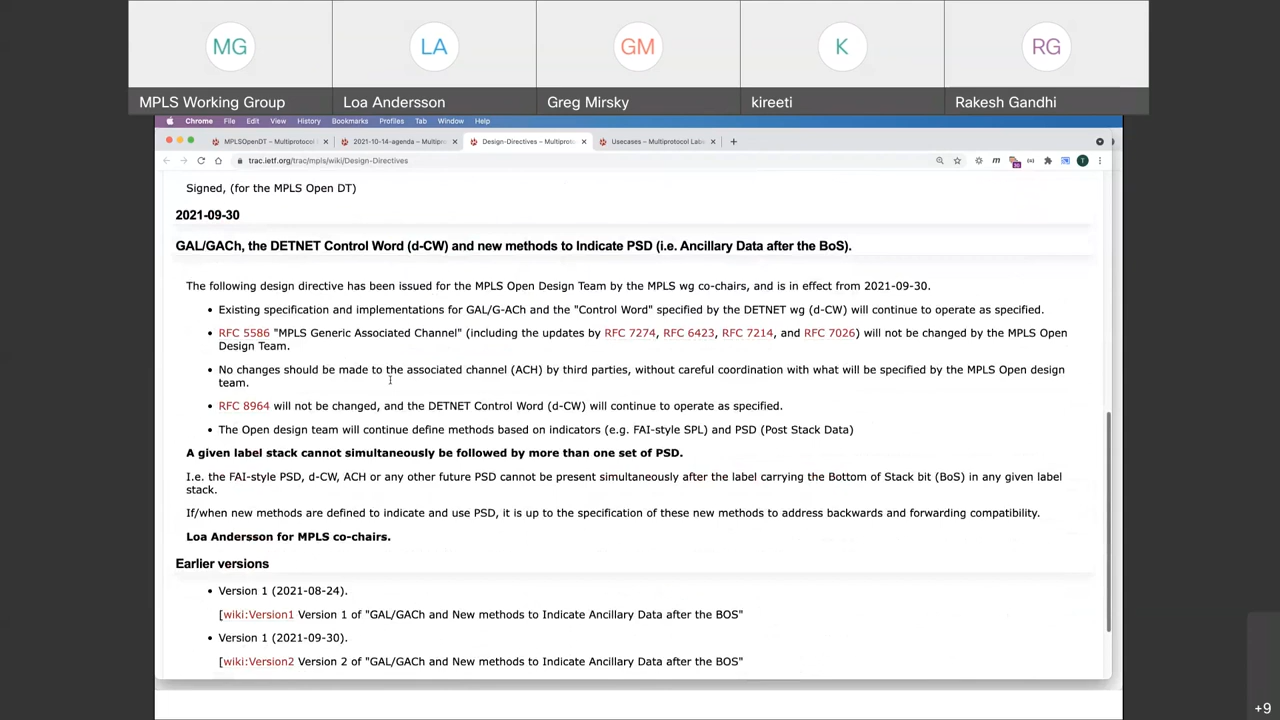 MG LA GM K RG
MPLS Working Group Loa Andersson Greg Mirsky kireeti Rakesh Gandhi
Chrome File Edit View History Bookmarks Profiles Tab Window Help
MPLSOpenDT – Multiprotocol 2021-10-14-agenda – Multipro Design-Directives – Multiproto Usecases – Multiprotocol Lab
trac.ietf.org/trac/mpls/wiki/Design-Directives
Signed, (for the MPLS Open DT)
2021-09-30
GAL/GACh, the DETNET Control Word (d-CW) and new methods to Indicate PSD (i.e. Ancillary Data after the BoS).
The following design directive has been issued for the MPLS Open Design Team by the MPLS wg co-chairs, and is in effect from 2021-09-30.
• Existing specification and implementations for GAL/G-ACh and the "Control Word" specified by the DETNET wg (d-CW) will continue to operate as specified.
• RFC 5586 "MPLS Generic Associated Channel" (including the updates by RFC 7274, RFC 6423, RFC 7214, and RFC 7026) will not be changed by the MPLS Open
Design Team.
• No changes should be made to the associated channel (ACH) by third parties, without careful coordination with what will be specified by the MPLS Open design
team.
• RFC 8964 will not be changed, and the DETNET Control Word (d-CW) will continue to operate as specified.
• The Open design team will continue define methods based on indicators (e.g. FAI-style SPL) and PSD (Post Stack Data)
A given label stack cannot simultaneously be followed by more than one set of PSD.
I.e. the FAI-style PSD, d-CW, ACH or any other future PSD cannot be present simultaneously after the label carrying the Bottom of Stack bit (BoS) in any given label
stack.
If/when new methods are defined to indicate and use PSD, it is up to the specification of these new methods to address backwards and forwarding compatibility.
Loa Andersson for MPLS co-chairs.
Earlier versions
• Version 1 (2021-08-24).
[wiki:Version1 Version 1 of "GAL/GACh and New methods to Indicate Ancillary Data after the BOS"
• Version 1 (2021-09-30).
[wiki:Version2 Version 2 of "GAL/GACh and New methods to Indicate Ancillary Data after the BOS"
+9